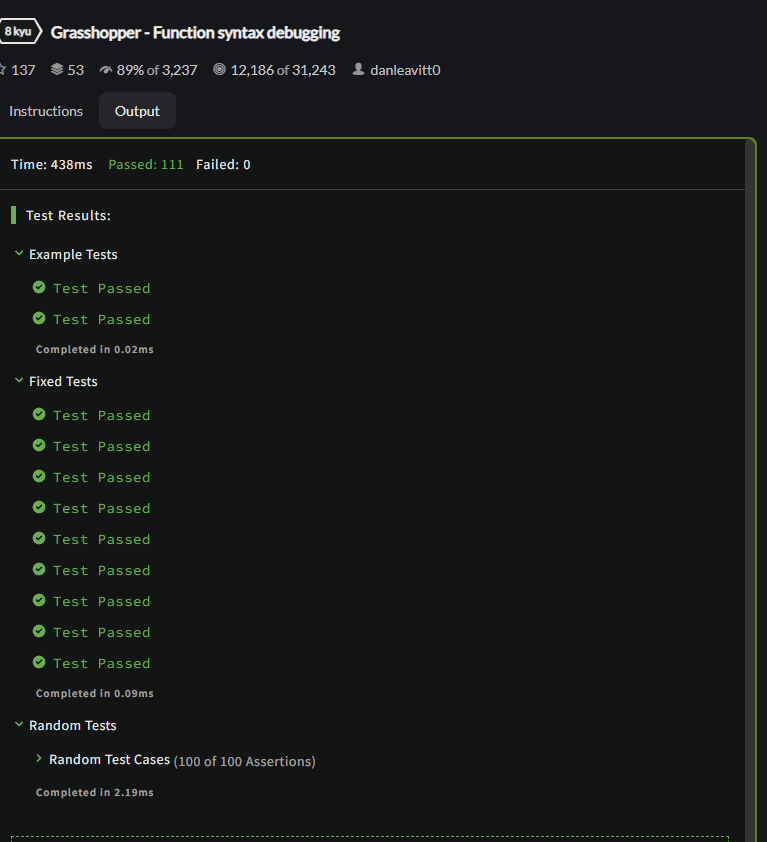 8 kyu Grasshopper - Function syntax debugging
137 53 89% of 3,237 12,186 of 31,243 danleavitt0
Instructions Output
Time: 438ms Passed: 111 Failed: 0
Test Results:
Example Tests
Test Passed
Test Passed
Completed in 0.02ms
Fixed Tests
Test Passed
Test Passed
Test Passed
Test Passed
Test Passed
Test Passed
Test Passed
Test Passed
Test Passed
Completed in 0.09ms
Random Tests
Random Test Cases (100 of 100 Assertions)
Completed in 2.19ms